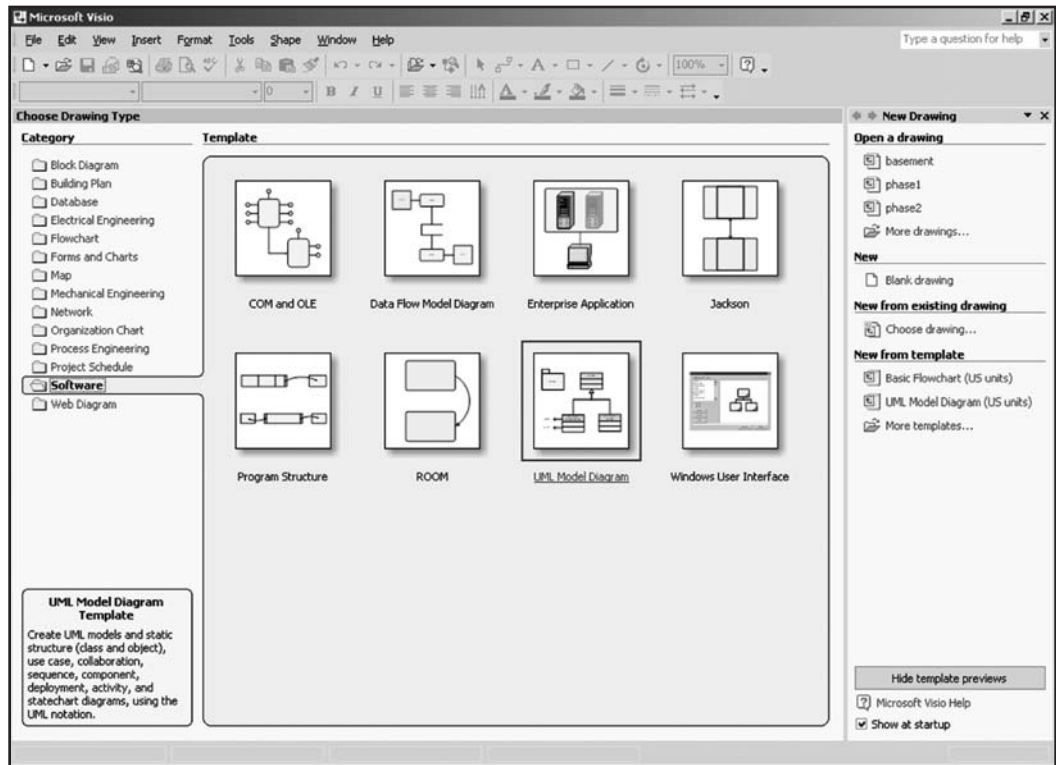 Microsoft Visio
File Edit View Insert Format Tools Shape Window Help
Type a question for help
100%
0
B I U
Choose Drawing Type
Category
Block Diagram
Building Plan
Database
Electrical Engineering
Flowchart
Forms and Charts
Map
Mechanical Engineering
Network
Organization Chart
Process Engineering
Project Schedule
Software
Web Diagram
UML Model Diagram
Template
Create UML models and static
structure (class and object),
use case, collaboration,
sequence, component,
deployment, activity, and
statechart diagrams, using the
UML notation.
Template
COM and OLE
Data Flow Model Diagram
Enterprise Application
Jackson
Program Structure
ROOM
UML Model Diagram
Windows User Interface
New Drawing
Open a drawing
basement
phase1
phase2
More drawings...
New
Blank drawing
New from existing drawing
Choose drawing...
New from template
Basic Flowchart (US units)
UML Model Diagram (US units)
More templates...
Hide template previews
Microsoft Visio Help
Show at startup